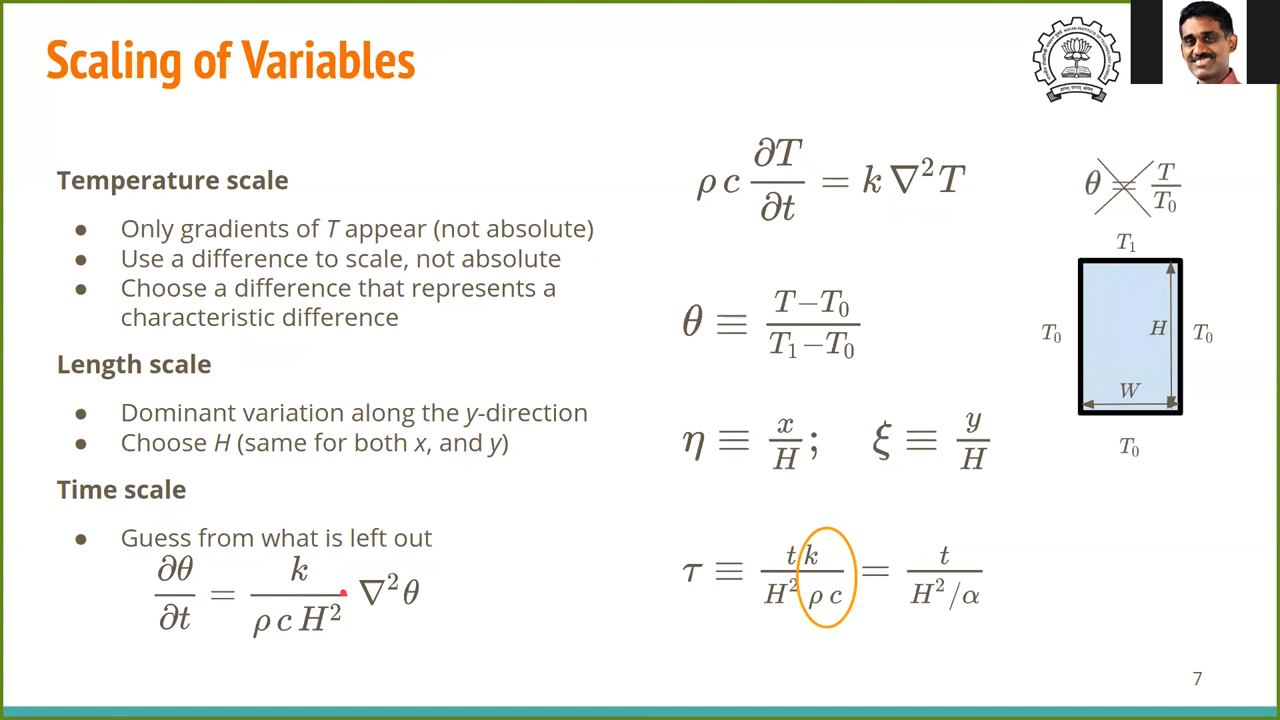 Scaling of Variables
Temperature scale
● Only gradients of T appear (not absolute)
● Use a difference to scale, not absolute
● Choose a difference that represents a
characteristic difference
Length scale
● Dominant variation along the y-direction
● Choose H (same for both x, and y)
Time scale
● Guess from what is left out
∂θ/∂t = k/(ρ c H²) ∇²θ
ρ c ∂T/∂t = k ∇²T
θ ≡ (T−T₀)/(T₁−T₀)
η ≡ x/H ; ξ ≡ y/H
τ ≡ t k/(H² ρ c) = t/(H²/α)
θ ≡ T/T₀
T₁
T₀
H
T₀
W
T₀
7